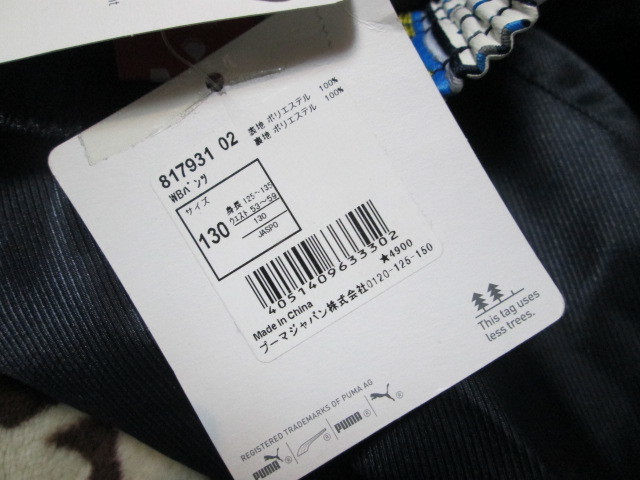 817931 02
WBパンツ
表地 ポリエステル 100%
裏地 ポリエステル 100%
サイズ
130
身長 125～125
ウエスト 53～59
130
JASPO
4051409633302
★4900
Made in China
プーマジャパン株式会社0120-125-150
This tag uses
less trees.
REGISTERED TRADEMARKS OF PUMA AG
PUMA ® ® PUMA ® ®